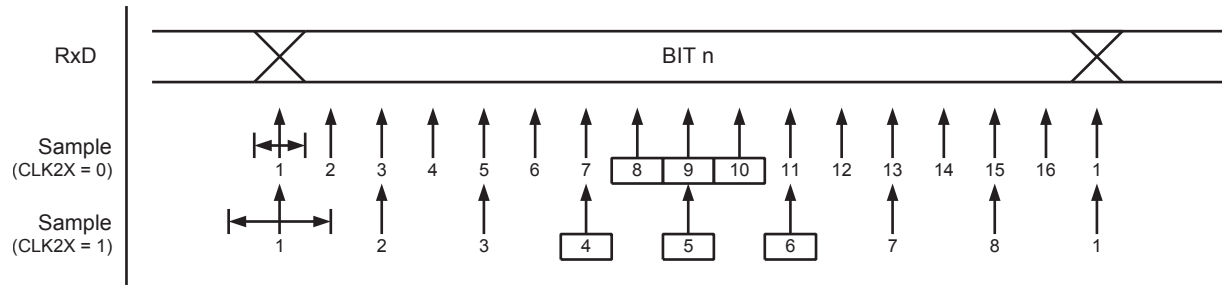 RxD
BIT n
Sample
(CLK2X = 0)
1 2 3 4 5 6 7 8 9 10 11 12 13 14 15 16 1
Sample
(CLK2X = 1)
1 2 3 4 5 6 7 8 1